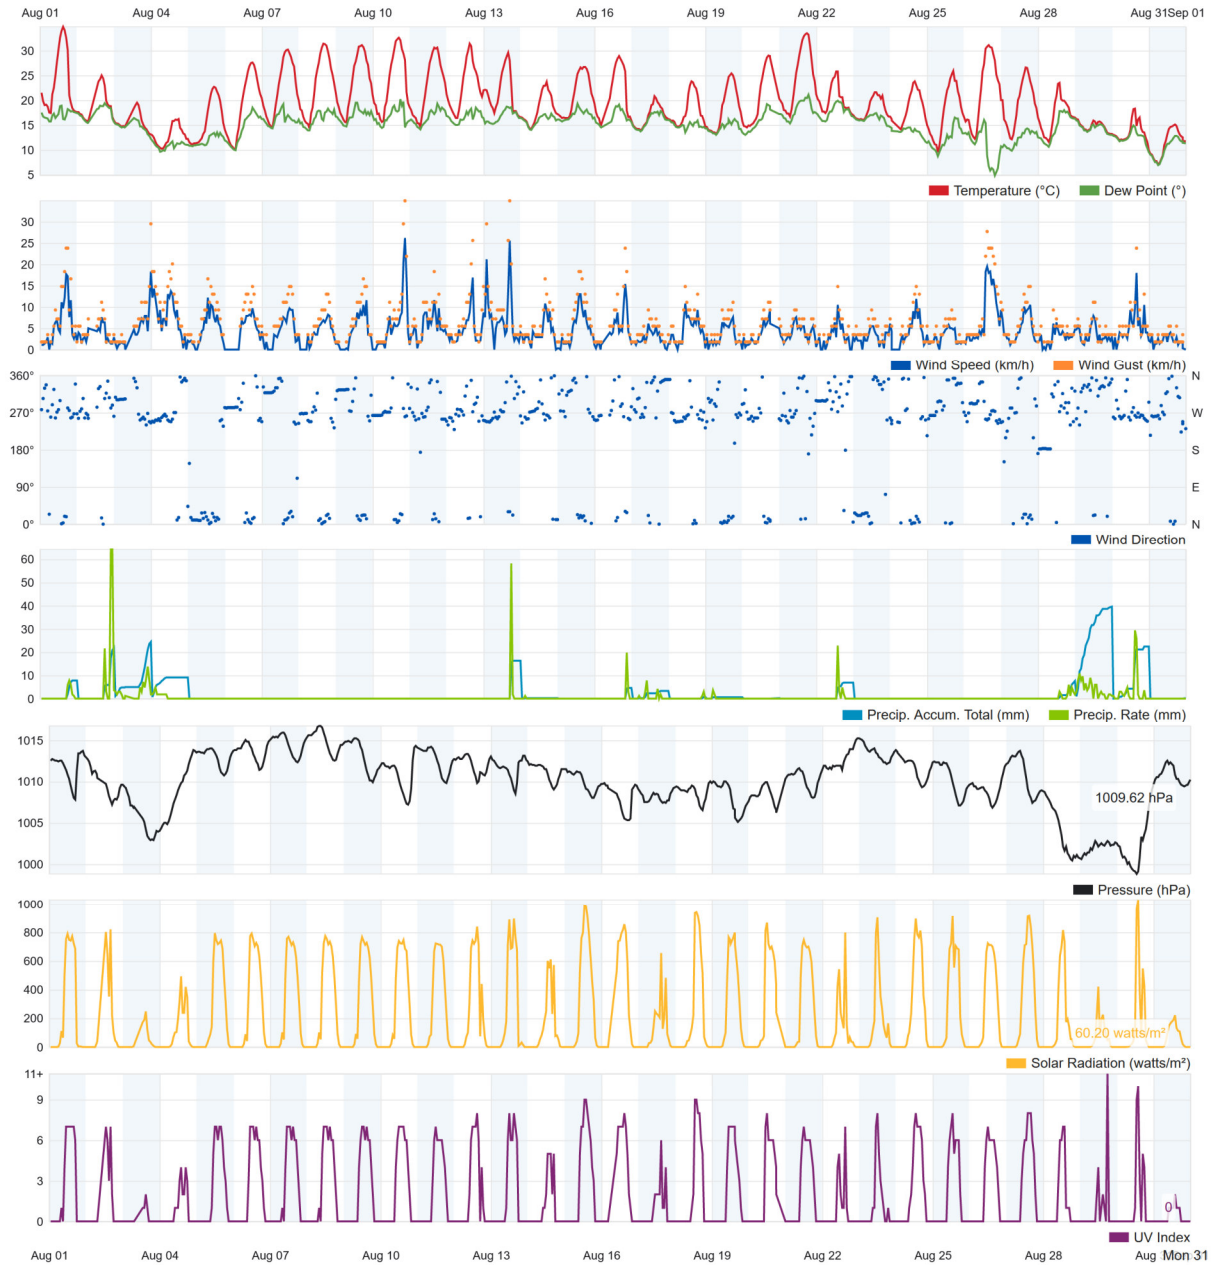 Aug 01 Aug 04 Aug 07 Aug 10 Aug 13 Aug 16 Aug 19 Aug 22 Aug 25 Aug 28 Aug 31 Sep 01
30
25
20
15
10
5
Temperature (°C) Dew Point (°)
30
25
20
15
10
5
0
Wind Speed (km/h) Wind Gust (km/h)
360° N
270° W
180° S
90° E
0° N
Wind Direction
60
50
40
30
20
10
0
Precip. Accum. Total (mm) Precip. Rate (mm)
1015
1010
1009.62 hPa
1005
1000
Pressure (hPa)
1000
800
600
400
200
60.20 watts/m²
0
Solar Radiation (watts/m²)
11+
9
6
3
0 0
UV Index
Aug 01 Aug 04 Aug 07 Aug 10 Aug 13 Aug 16 Aug 19 Aug 22 Aug 25 Aug 28 Aug Mon 31